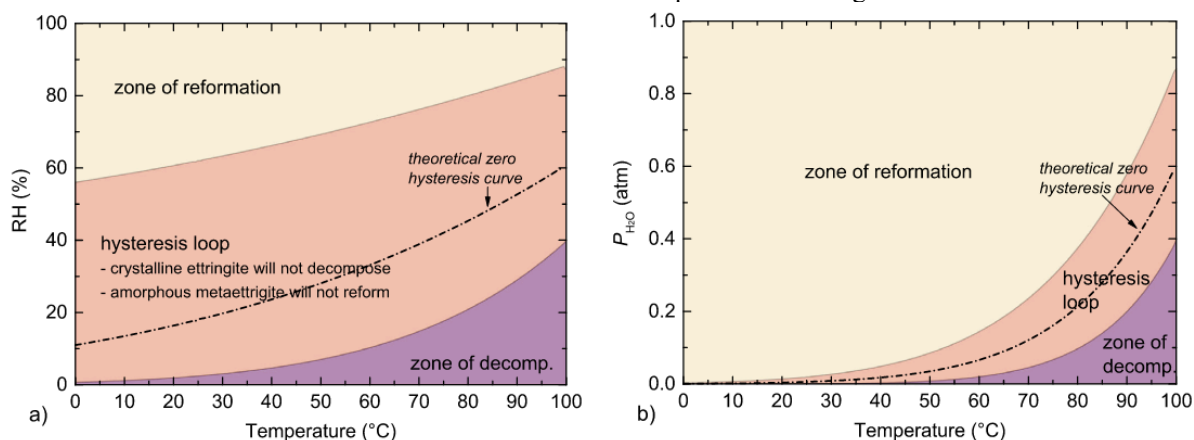 100
80
60
40
20
0
RH (%)
zone of reformation
theoretical zero
hysteresis curve
hysteresis loop
- crystalline ettringite will not decompose
- amorphous metaettrigite will not reform
zone of decomp.
0 10 20 30 40 50 60 70 80 90 100
a)
Temperature (°C)
1.0
0.8
0.6
0.4
0.2
0.0
P H₂O (atm)
zone of reformation
theoretical zero
hysteresis curve
hysteresis
loop
zone of
decomp.
0 10 20 30 40 50 60 70 80 90 100
b)
Temperature (°C)